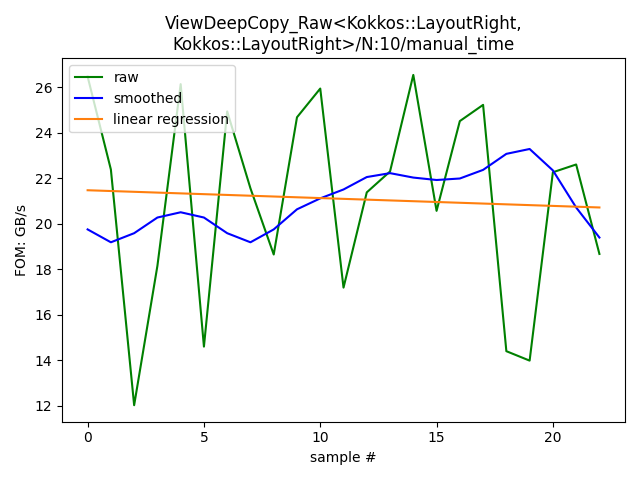 ViewDeepCopy_Raw<Kokkos::LayoutRight,
Kokkos::LayoutRight>/N:10/manual_time
raw
smoothed
linear regression
FOM: GB/s
26
24
22
20
18
16
14
12
0
5
10
15
20
sample #